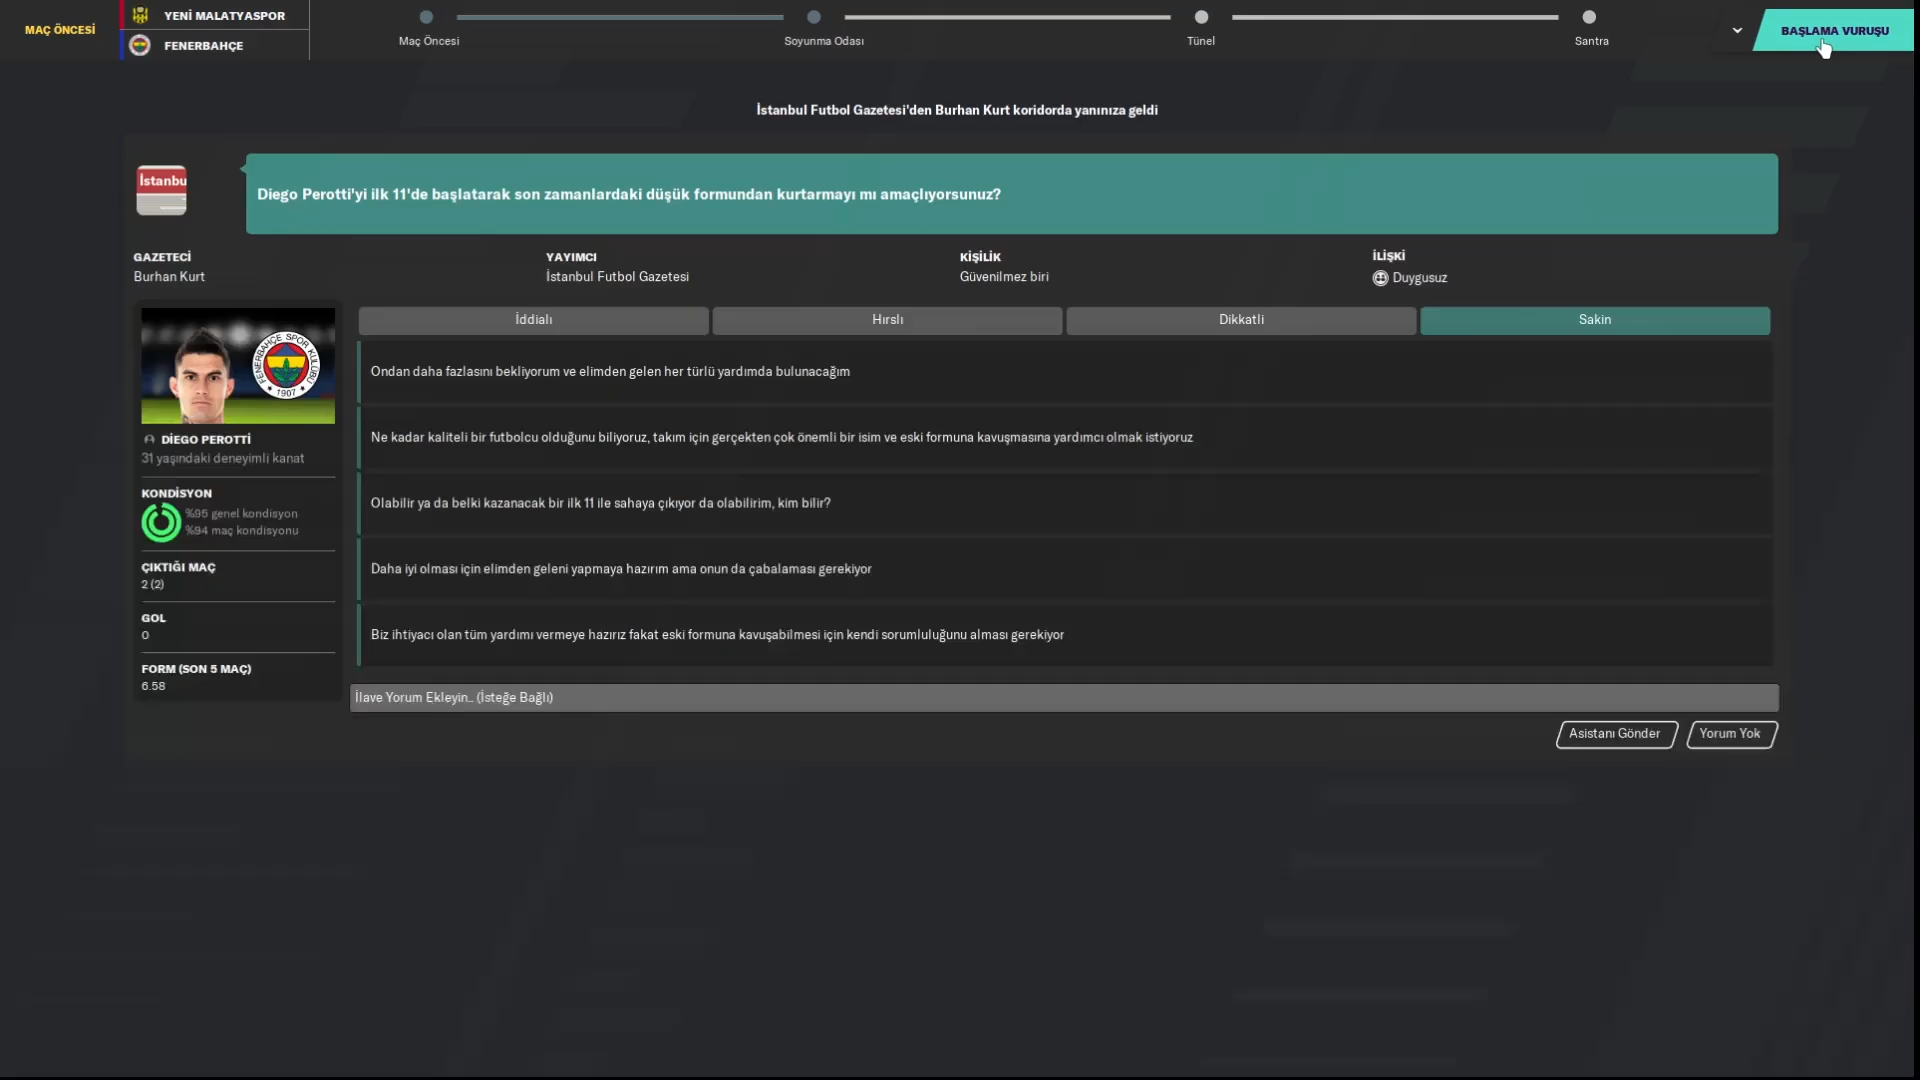 MAÇ ÖNCESİ
YENİ MALATYASPOR
FENERBAHÇE
Maç Öncesi
Soyunma Odası
Tünel
Santra
BAŞLAMA VURUŞU
İstanbul Futbol Gazetesi'den Burhan Kurt koridorda yanınıza geldi
İstanbu
Diego Perotti'yi ilk 11'de başlatarak son zamanlardaki düşük formundan kurtarmayı mı amaçlıyorsunuz?
GAZETECİ
Burhan Kurt
YAYIMCI
İstanbul Futbol Gazetesi
KİŞİLİK
Güvenilmez biri
İLİŞKİ
Duygusuz
İddialı
Hırslı
Dikkatli
Sakin
FENERBAHÇE SPOR KULÜBÜ
1907
DİEGO PEROTTİ
31 yaşındaki deneyimli kanat
KONDİSYON
%95 genel kondisyon
%94 maç kondisyonu
ÇIKTIĞI MAÇ
2 (2)
GOL
0
FORM (SON 5 MAÇ)
6.58
Ondan daha fazlasını bekliyorum ve elimden gelen her türlü yardımda bulunacağım
Ne kadar kaliteli bir futbolcu olduğunu biliyoruz, takım için gerçekten çok önemli bir isim ve eski formuna kavuşmasına yardımcı olmak istiyoruz
Olabilir ya da belki kazanacak bir ilk 11 ile sahaya çıkıyor da olabilirim, kim bilir?
Daha iyi olması için elimden geleni yapmaya hazırım ama onun da çabalaması gerekiyor
Biz ihtiyacı olan tüm yardımı vermeye hazırız fakat eski formuna kavuşabilmesi için kendi sorumluluğunu alması gerekiyor
İlave Yorum Ekleyin.. (İsteğe Bağlı)
Asistanı Gönder
Yorum Yok